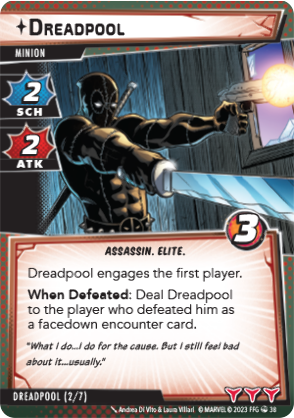 DREADPOOL
MINION
2
SCH
2
ATK
3
ASSASSIN. ELITE.
Dreadpool engages the first player.
When Defeated: Deal Dreadpool
to the player who defeated him as
a facedown encounter card.
"What I do...I do for the cause. But I still feel bad
about it...usually."
DREADPOOL (2/7)
Andrea Di Vito & Laura Villari © MARVEL © 2023 FFG 38